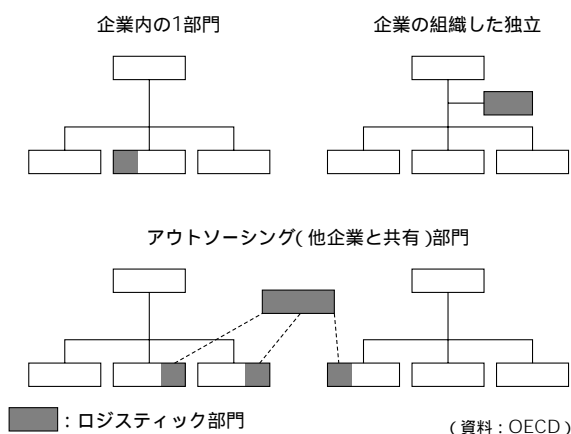 企業内の1部門
企業の組織した独立
アウトソーシング(他企業と共有)部門
：ロジスティック部門
(資料：OECD)